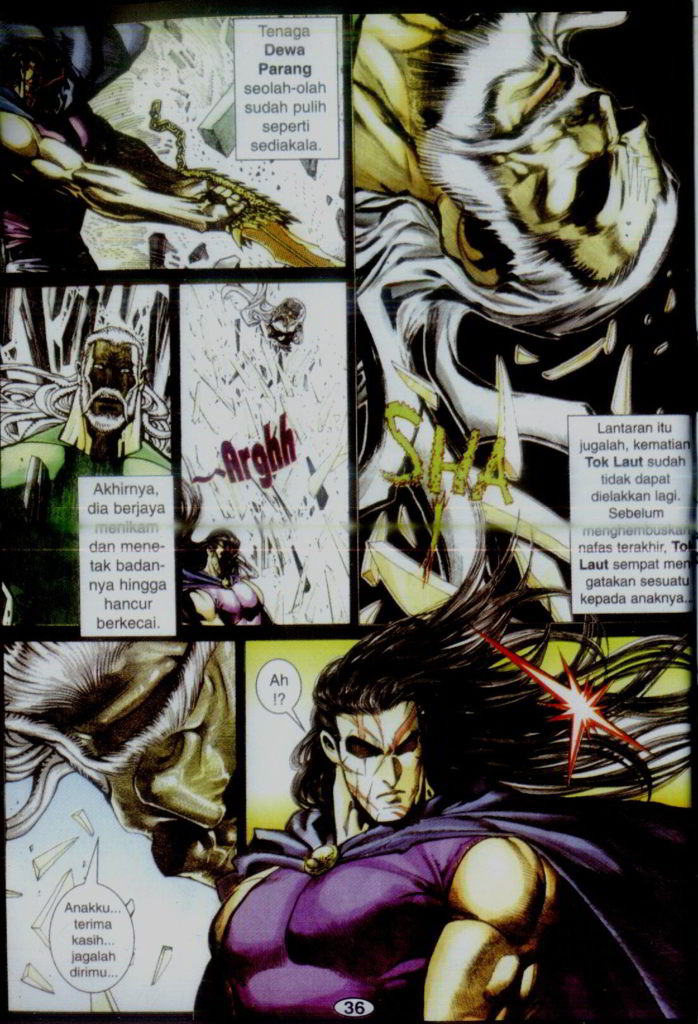 Tenaga
Dewa
Parang
seolah-olah
sudah pulih
seperti
sediakala.
SHA
!
Lantaran itu
jugalah, kematian
Tok Laut sudah
tidak dapat
dielakkan lagi.
Sebelum
menghembuskan
nafas terakhir, Tok
Laut sempat men
gatakan sesuatu
kepada anaknya...
Akhirnya,
dia berjaya
menikam
dan mene-
tak badan-
nya hingga
hancur
berkecai.
Arghh
Anakku...
terima
kasih...
jagalah
dirimu...
Ah
!?
36